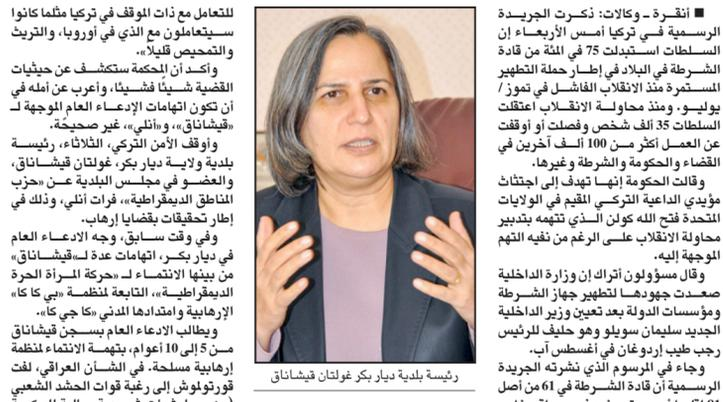 ■ أنقرة - وكالات: ذكرت الجريدة
الرسمية في تركيا أمس الأربعاء إن
السلطات استبدلت 75 في المئة من قادة
الشرطة في البلاد في إطار حملة التطهير
المستمرة منذ الانقلاب الفاشل في تموز/
يوليو. ومنذ محاولة الانقلاب اعتقلت
السلطات 35 ألف شخص وفصلت أو أوقفت
عن العمل أكثر من 100 ألف آخرين في
القضاء والحكومة والشرطة وغيرها.
وقالت الحكومة إنها تهدف إلى اجتثاث
مؤيدي الداعية التركي المقيم في الولايات
المتحدة فتح الله كولن الذي تتهمه بتدبير
محاولة الانقلاب على الرغم من نفيه التهم
الموجهة إليه.
وقال مسؤولون أتراك إن وزارة الداخلية
صعدت جهودها لتطهير جهاز الشرطة
ومؤسسات الدولة بعد تعيين وزير الداخلية
الجديد سليمان سويلو وهو حليف للرئيس
رجب طيب إردوغان في أغسطس آب.
وجاء في المرسوم الذي نشرته الجريدة
الرسمية أن قادة الشرطة في 61 من أصل
رئيسة بلدية ديار بكر غولتان قيشاناق
للتعامل مع ذات الموقف في تركيا مثلما كانوا
سيتعاملون مع الذي في أوروبا، والتريث
والتمحيص قليلاً».
وأكد أن المحكمة ستكشف عن حيثيات
القضية شيئًا فشيئًا، وأعرب عن أمله في
أن تكون اتهامات الإدعاء العام الموجهة لـ
«قيشاناق»، و«أنلي»، غير صحيحًة.
وأوقف الأمن التركي، الثلاثاء، رئيسة
بلدية ولاية ديار بكر، غولتان قيشاناق،
والعضو في مجلس البلدية عن «حزب
المناطق الديمقراطية»، فرات أنلي، وذلك في
إطار تحقيقات بقضايا إرهاب.
وفي وقت سابق، وجه الادعاء العام
في ديار بكر، اتهامات عدة لـ«قيشاناق»
من بينها الانتماء لـ «حركة المرأة الحرة
الديمقراطية»، التابعة لمنظمة «بي كا كا»
الإرهابية وامتدادها المدني «كا جي كا».
ويطالب الادعاء العام بسجن قيشاناق
من 5 إلى 10 أعوام، بتهمة الانتماء لمنظمة
إرهابية مسلحة. في الشأن العراقي، لفت
قورتولموش إلى رغبة قوات الحشد الشعبي